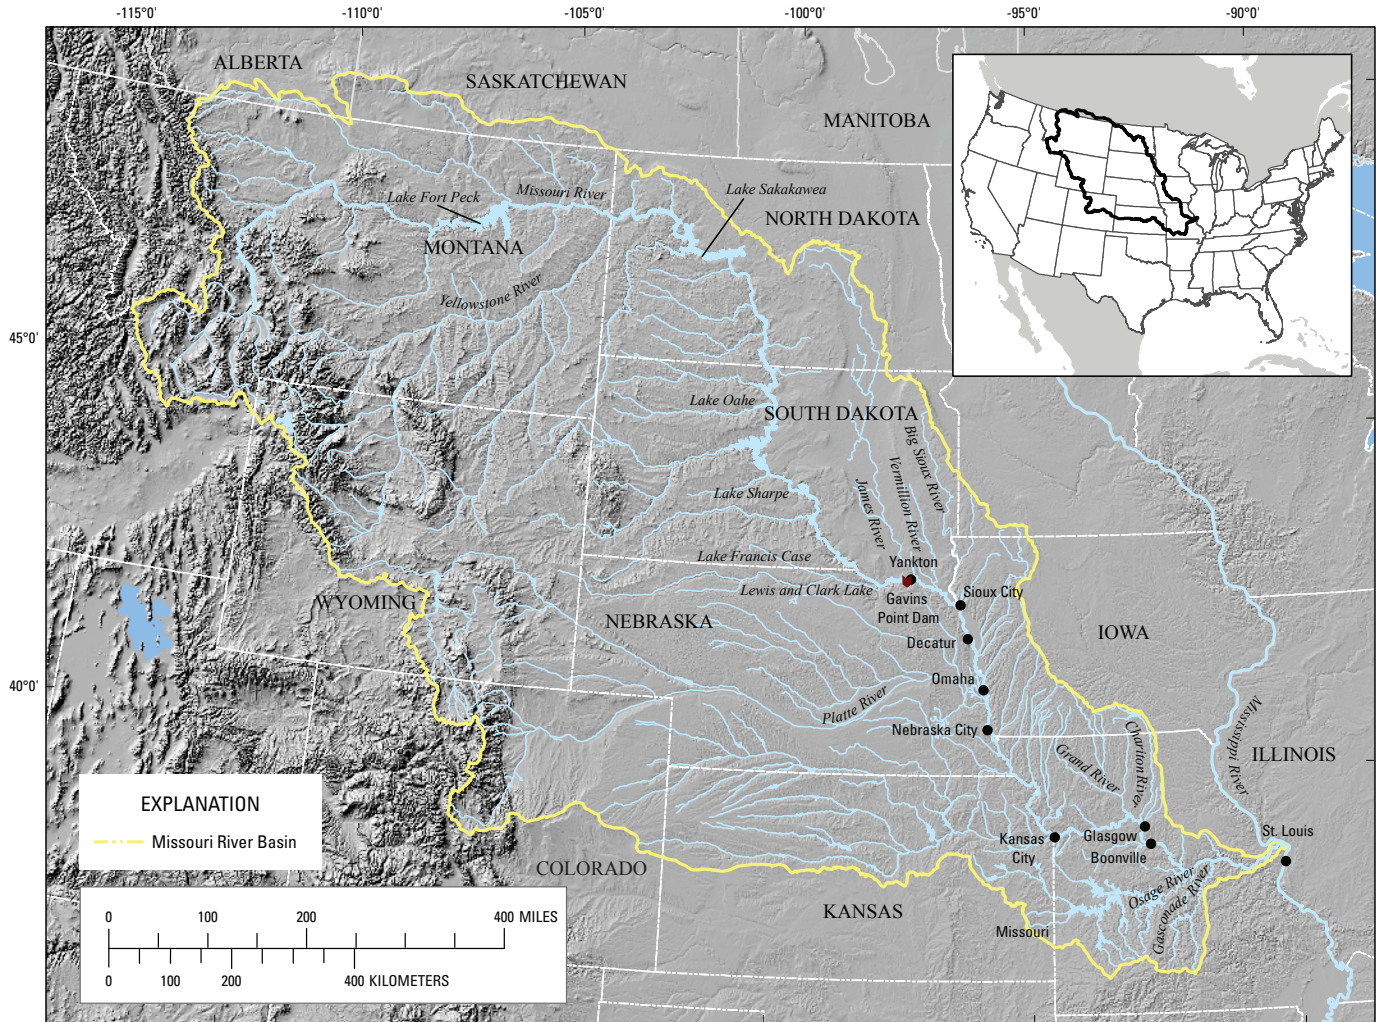 -115°0' -110°0' -105°0' -100°0' -95°0' -90°0'
ALBERTA
SASKATCHEWAN
MANITOBA
Lake Fort Peck
Missouri River
Lake Sakakawea
NORTH DAKOTA
MONTANA
Yellowstone River
45°0'
Lake Oahe
SOUTH DAKOTA
Big Sioux River
Vermillion River
James River
Lake Sharpe
Lake Francis Case
Yankton
Lewis and Clark Lake
Gavins
Point Dam
Sioux City
WYOMING
NEBRASKA
Decatur
IOWA
40°0'
Omaha
Platte River
Nebraska City
Mississippi River
ILLINOIS
Grand River
Chariton River
EXPLANATION
Missouri River Basin
Kansas
City
Glasgow
Boonville
St. Louis
COLORADO
Osage River
Gasconade River
KANSAS
Missouri
0 100 200 400 MILES
0 100 200 400 KILOMETERS